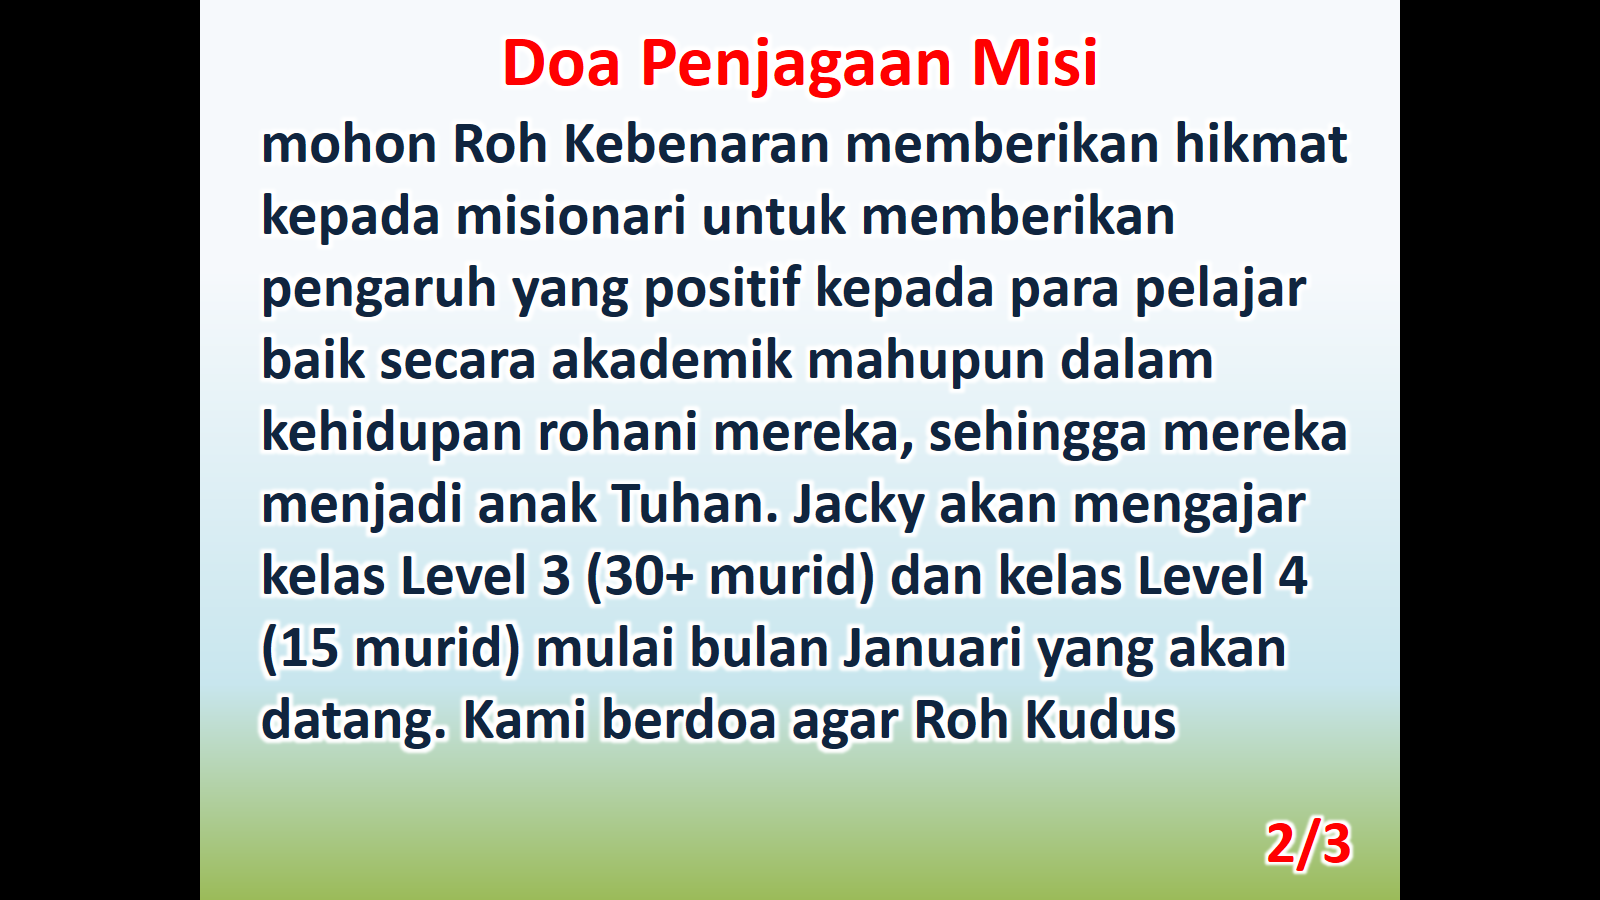 Doa Penjagaan Misi
mohon Roh Kebenaran memberikan hikmat
kepada misionari untuk memberikan
pengaruh yang positif kepada para pelajar
baik secara akademik mahupun dalam
kehidupan rohani mereka, sehingga mereka
menjadi anak Tuhan. Jacky akan mengajar
kelas Level 3 (30+ murid) dan kelas Level 4
(15 murid) mulai bulan Januari yang akan
datang. Kami berdoa agar Roh Kudus
2/3